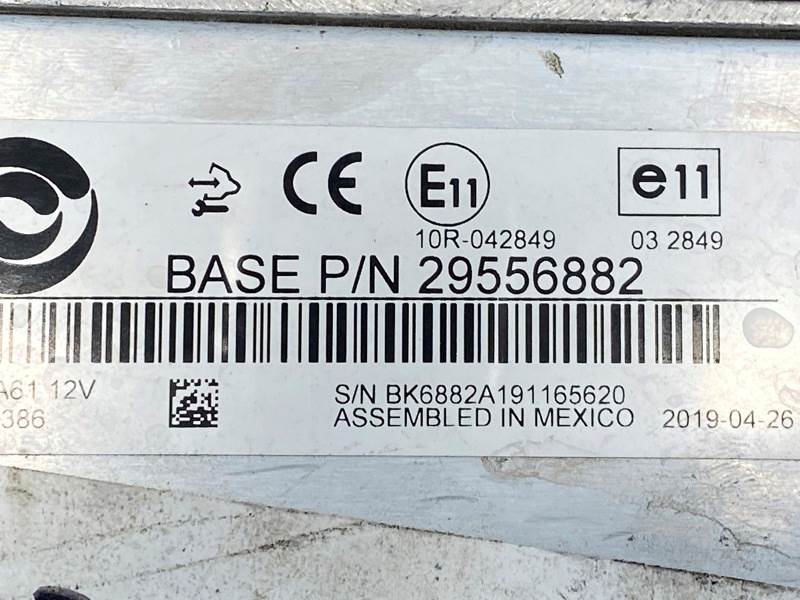 CE E11 e11
10R-042849 03 2849
BASE P/N 29556882
A61 12V
386
S/N BK6882A191165620
ASSEMBLED IN MEXICO 2019-04-26